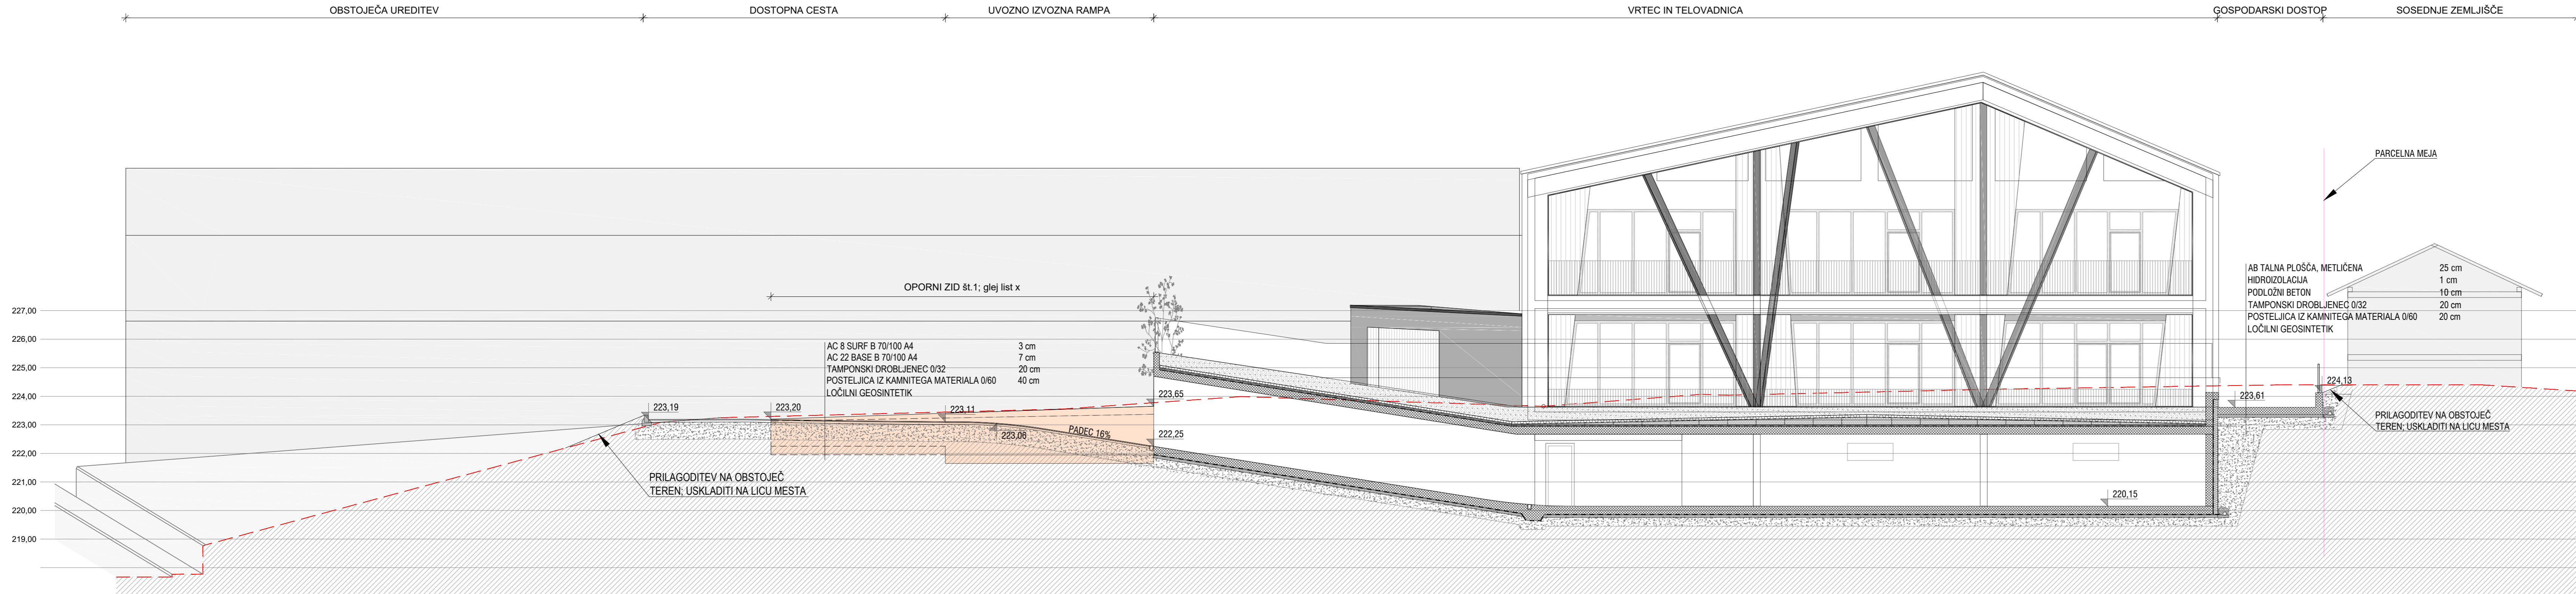 OBSTOJEČA UREDITEV
DOSTOPNA CESTA
UVOZNO IZVOZNA RAMPA
VRTEC IN TELOVADNICA
GOSPODARSKI DOSTOP
SOSEDNJE ZEMLJIŠČE
PARCELNA MEJA
OPORNI ZID št.1; glej list x
AB TALNA PLOŠČA, METLIČENA 25 cm
HIDROIZOLACIJA 1 cm
PODLOŽNI BETON 10 cm
TAMPONSKI DROBLJENEC 0/32 20 cm
POSTELJICA IZ KAMNITEGA MATERIALA 0/60 20 cm
LOČILNI GEOSINTETIK
AC 8 SURF B 70/100 A4 3 cm
AC 22 BASE B 70/100 A4 7 cm
TAMPONSKI DROBLJENEC 0/32 20 cm
POSTELJICA IZ KAMNITEGA MATERIALA 0/60 40 cm
LOČILNI GEOSINTETIK
227,00
226,00
225,00
224,00
223,00
222,00
221,00
220,00
219,00
223,19
223,20
223,11
223,06
PADEC 16%
223,65
222,25
220,15
223,61
224,13
PRILAGODITEV NA OBSTOJEČ
TEREN; USKLADITI NA LICU MESTA
PRILAGODITEV NA OBSTOJEČ
TEREN; USKLADITI NA LICU MESTA